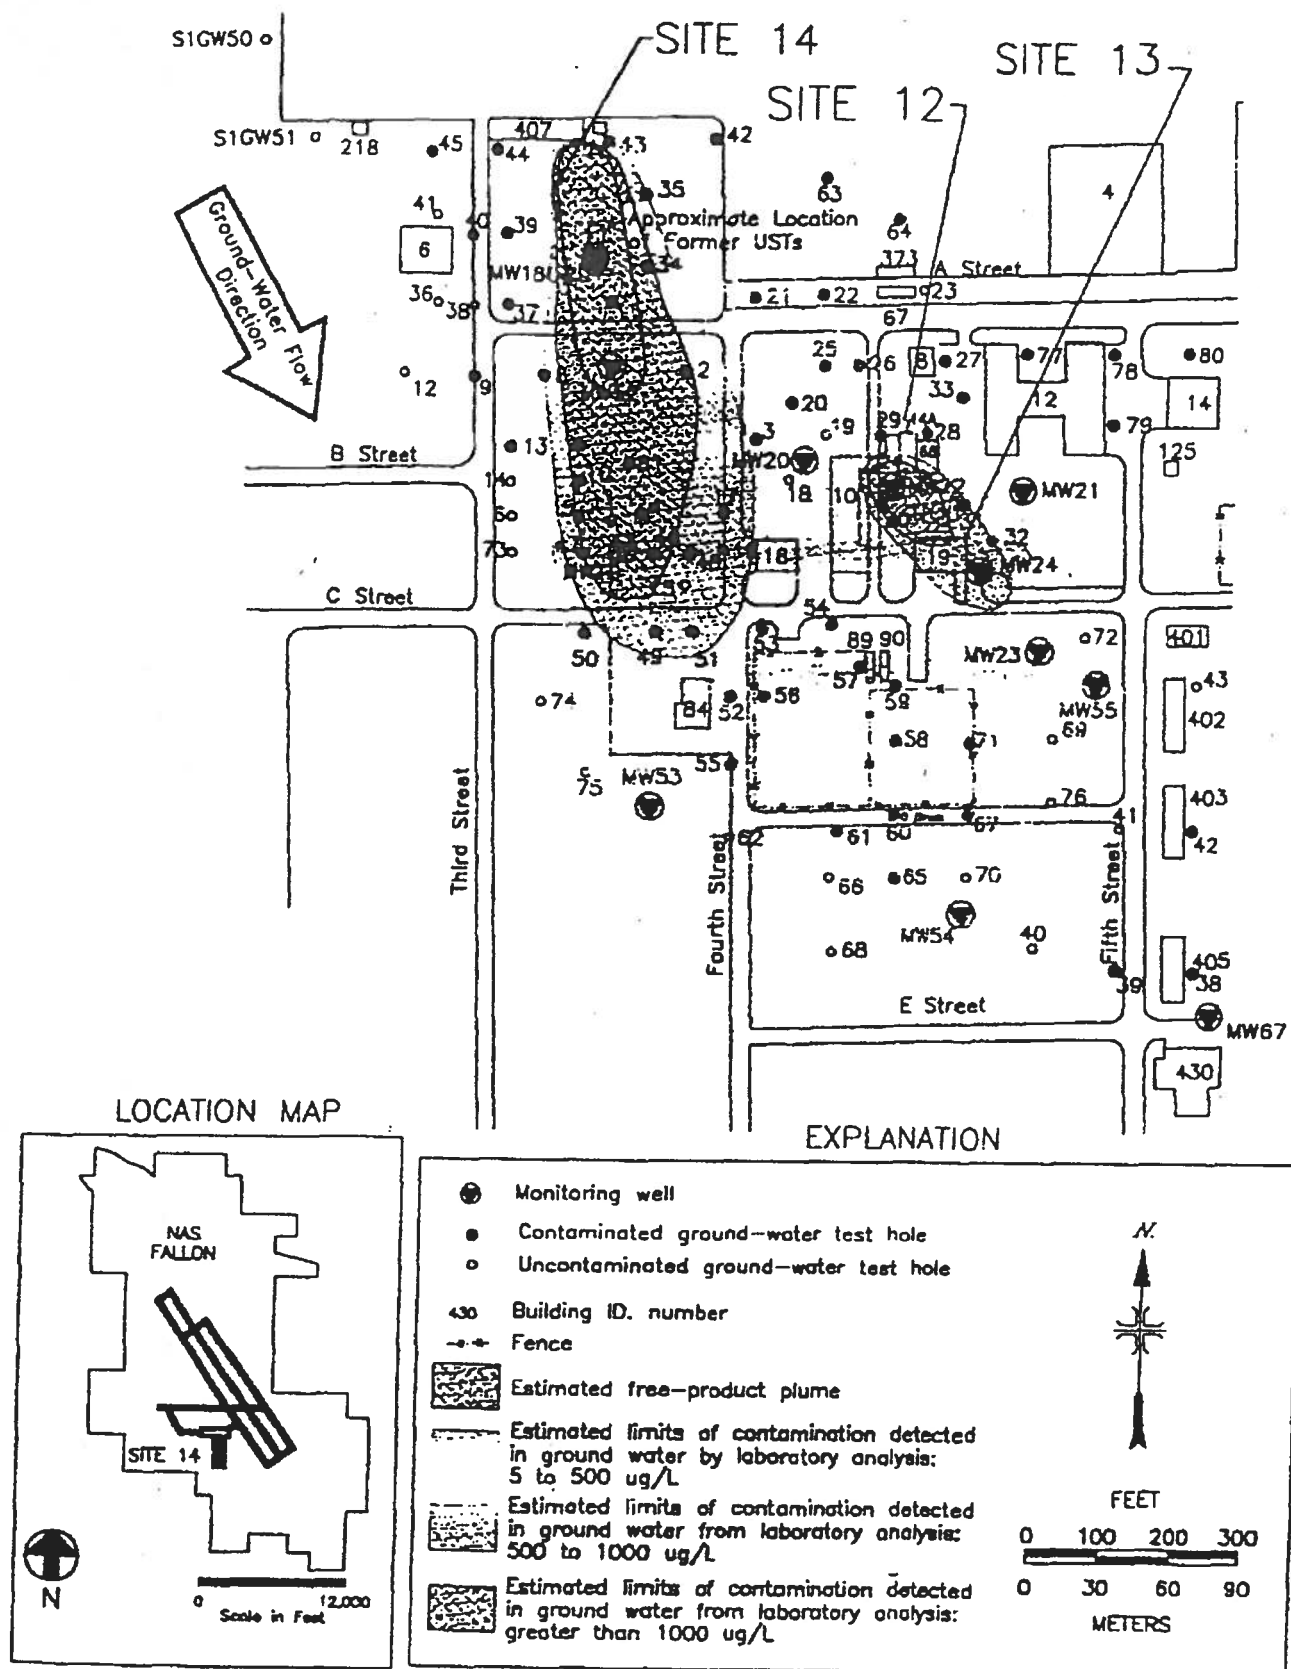 S1GW50
SITE 14
SITE 13
SITE 12
S1GW51
218
45
44
407
43
42
35
63
4
41
40
39
6
Approximate Location
of Former USTs
64
373
A Street
MW18
34
36
38
37
21
22
23
67
Ground-Water Flow
Direction
12
9
2
25
26
8
27
77
78
80
20
33
12
14
13
3
19
29
44A
28
79
B Street
MW20
125
14
18
10
MW21
6
73
18
19
32
MW24
C Street
54
53
89
90
MW23
72
401
50
49
51
57
43
74
84
52
56
59
MW55
402
58
71
69
55
75
MW53
76
403
62
61
60
67
41
42
Third Street
Fourth Street
Fifth Street
66
65
70
MW54
68
40
405
39
38
E Street
MW67
430
LOCATION MAP
NAS
FALLON
SITE 14
N
0 12,000
Scale in Feet
EXPLANATION
Monitoring well
Contaminated ground-water test hole
Uncontaminated ground-water test hole
430 Building ID. number
Fence
Estimated free-product plume
Estimated limits of contamination detected
in ground water by laboratory analysis:
5 to 500 ug/L
Estimated limits of contamination detected
in ground water from laboratory analysis:
500 to 1000 ug/L
Estimated limits of contamination detected
in ground water from laboratory analysis:
greater than 1000 ug/L
N.
FEET
0 100 200 300
0 30 60 90
METERS